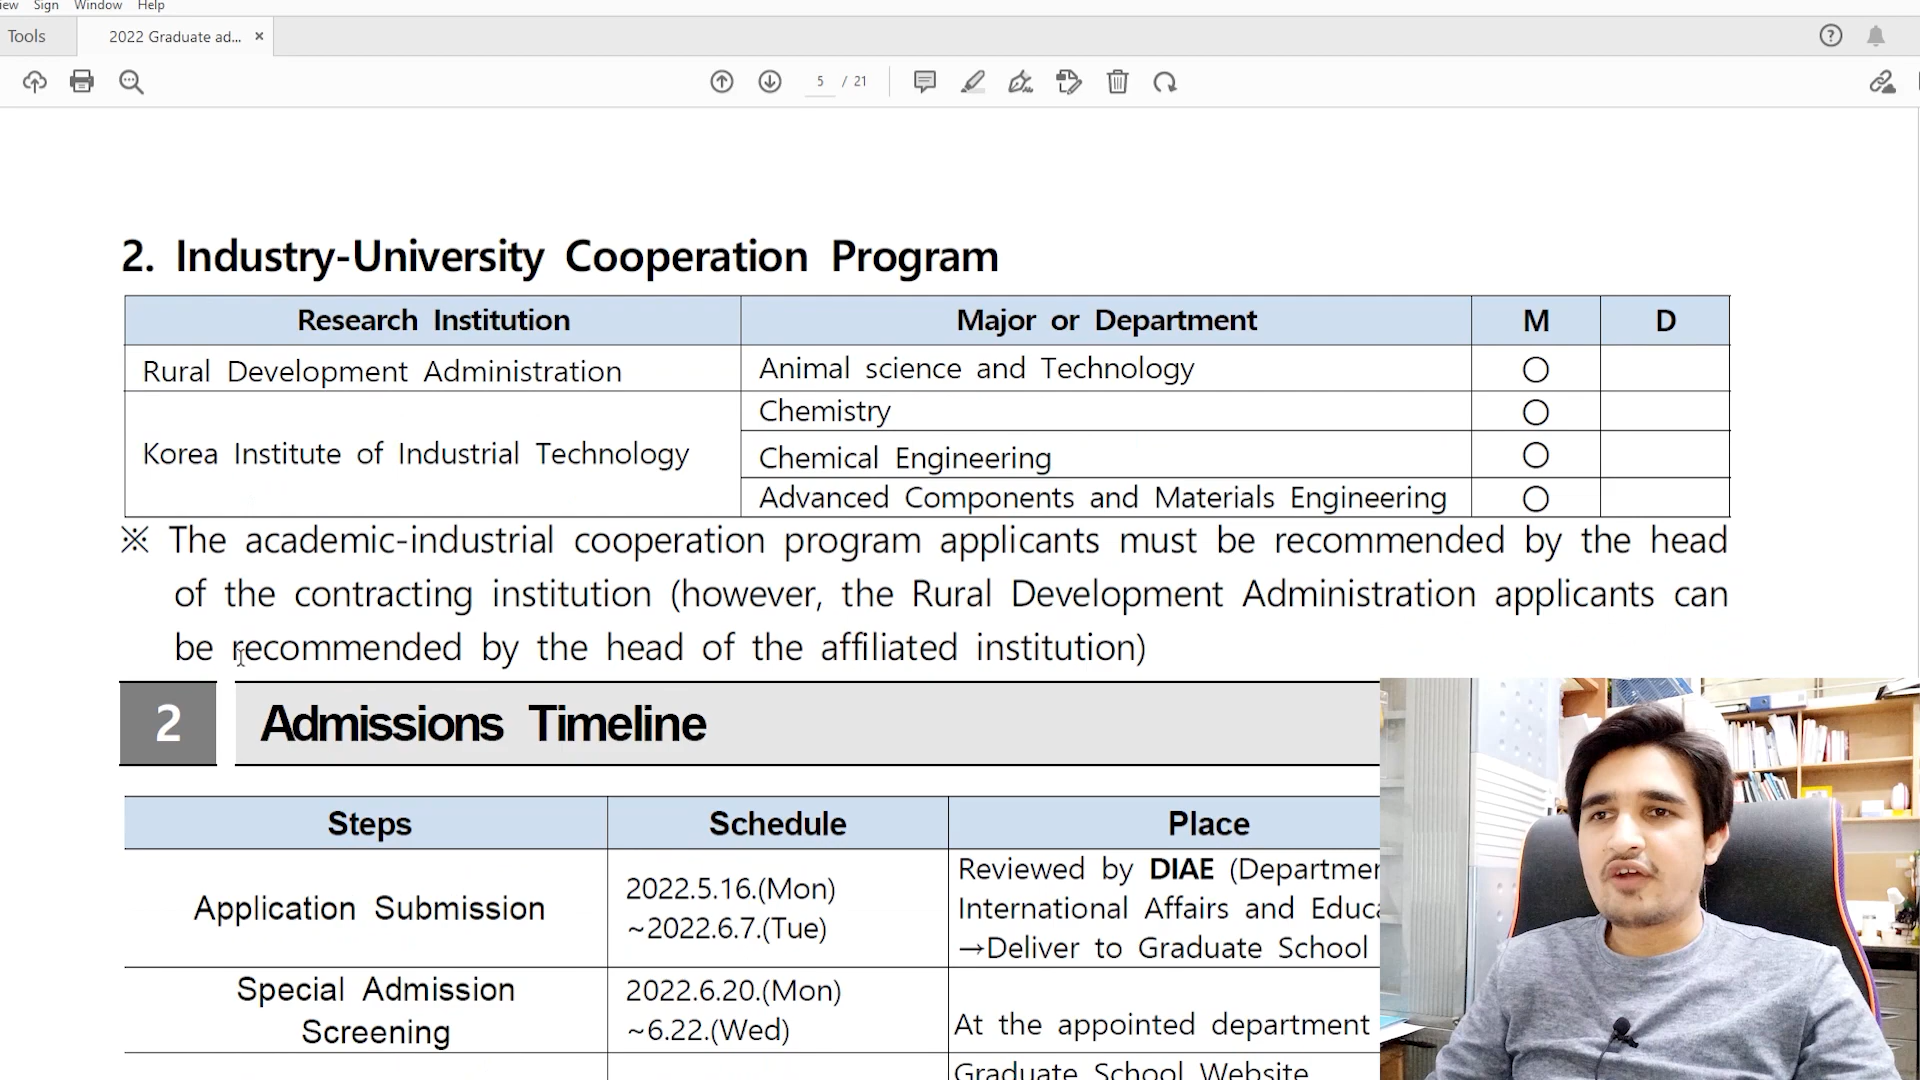 iew Sign Window Help
Tools 2022 Graduate ad... ×
5 / 21
2. Industry-University Cooperation Program
Research Institution Major or Department M D
Rural Development Administration Animal science and Technology ○
Korea Institute of Industrial Technology Chemistry ○
Chemical Engineering ○
Advanced Components and Materials Engineering ○
※ The academic-industrial cooperation program applicants must be recommended by the head
of the contracting institution (however, the Rural Development Administration applicants can
be recommended by the head of the affiliated institution)
2 Admissions Timeline
Steps Schedule Place
Application Submission 2022.5.16.(Mon)
~2022.6.7.(Tue)
Reviewed by DIAE (Departmen
International Affairs and Educa
→Deliver to Graduate School
Special Admission
Screening
2022.6.20.(Mon)
~6.22.(Wed)
At the appointed department
Graduate School Website